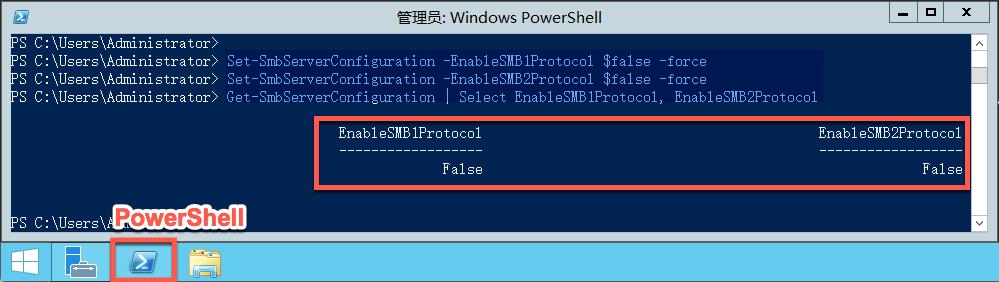 管理员: Windows PowerShell
PS C:\Users\Administrator>
PS C:\Users\Administrator> Set-SmbServerConfiguration -EnableSMB1Protocol $false -force
PS C:\Users\Administrator> Set-SmbServerConfiguration -EnableSMB2Protocol $false -force
PS C:\Users\Administrator> Get-SmbServerConfiguration | Select EnableSMB1Protocol, EnableSMB2Protocol
EnableSMB1Protocol EnableSMB2Protocol
------------------ ------------------
False False
PS C:\Users\Ad
PowerShell